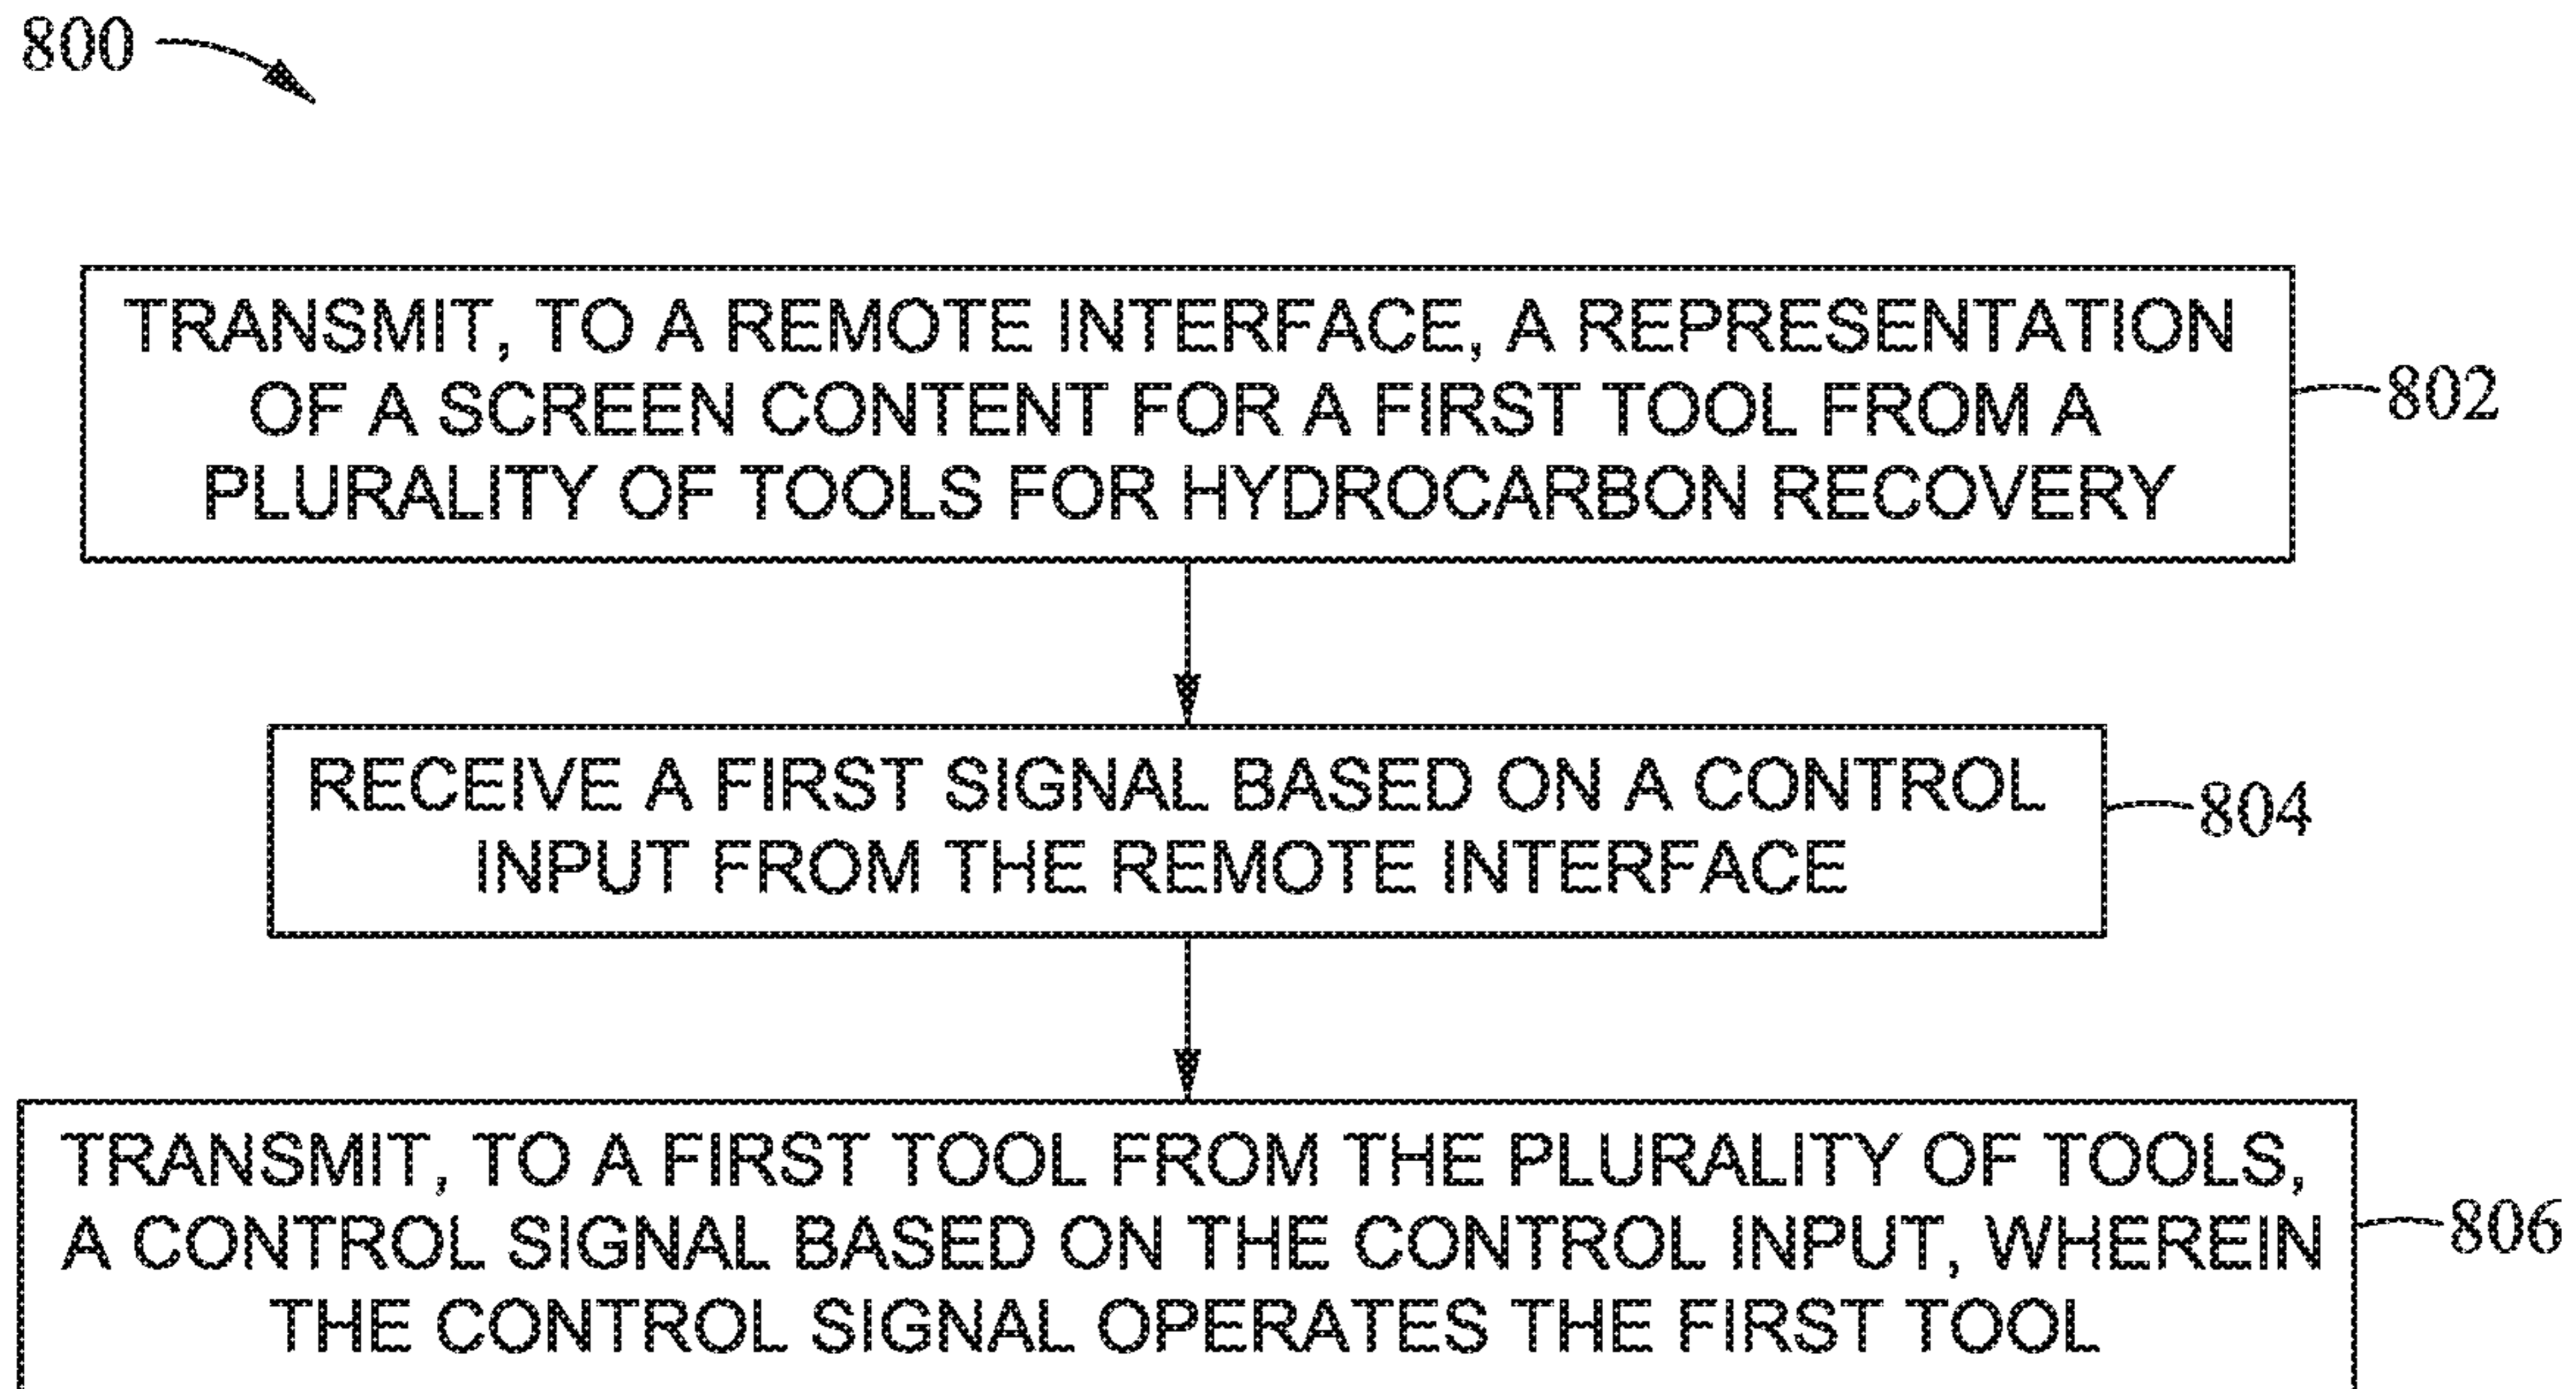 800
TRANSMIT, TO A REMOTE INTERFACE, A REPRESENTATION
OF A SCREEN CONTENT FOR A FIRST TOOL FROM A
PLURALITY OF TOOLS FOR HYDROCARBON RECOVERY
802
RECEIVE A FIRST SIGNAL BASED ON A CONTROL
INPUT FROM THE REMOTE INTERFACE
804
TRANSMIT, TO A FIRST TOOL FROM THE PLURALITY OF TOOLS,
A CONTROL SIGNAL BASED ON THE CONTROL INPUT, WHEREIN
THE CONTROL SIGNAL OPERATES THE FIRST TOOL
806